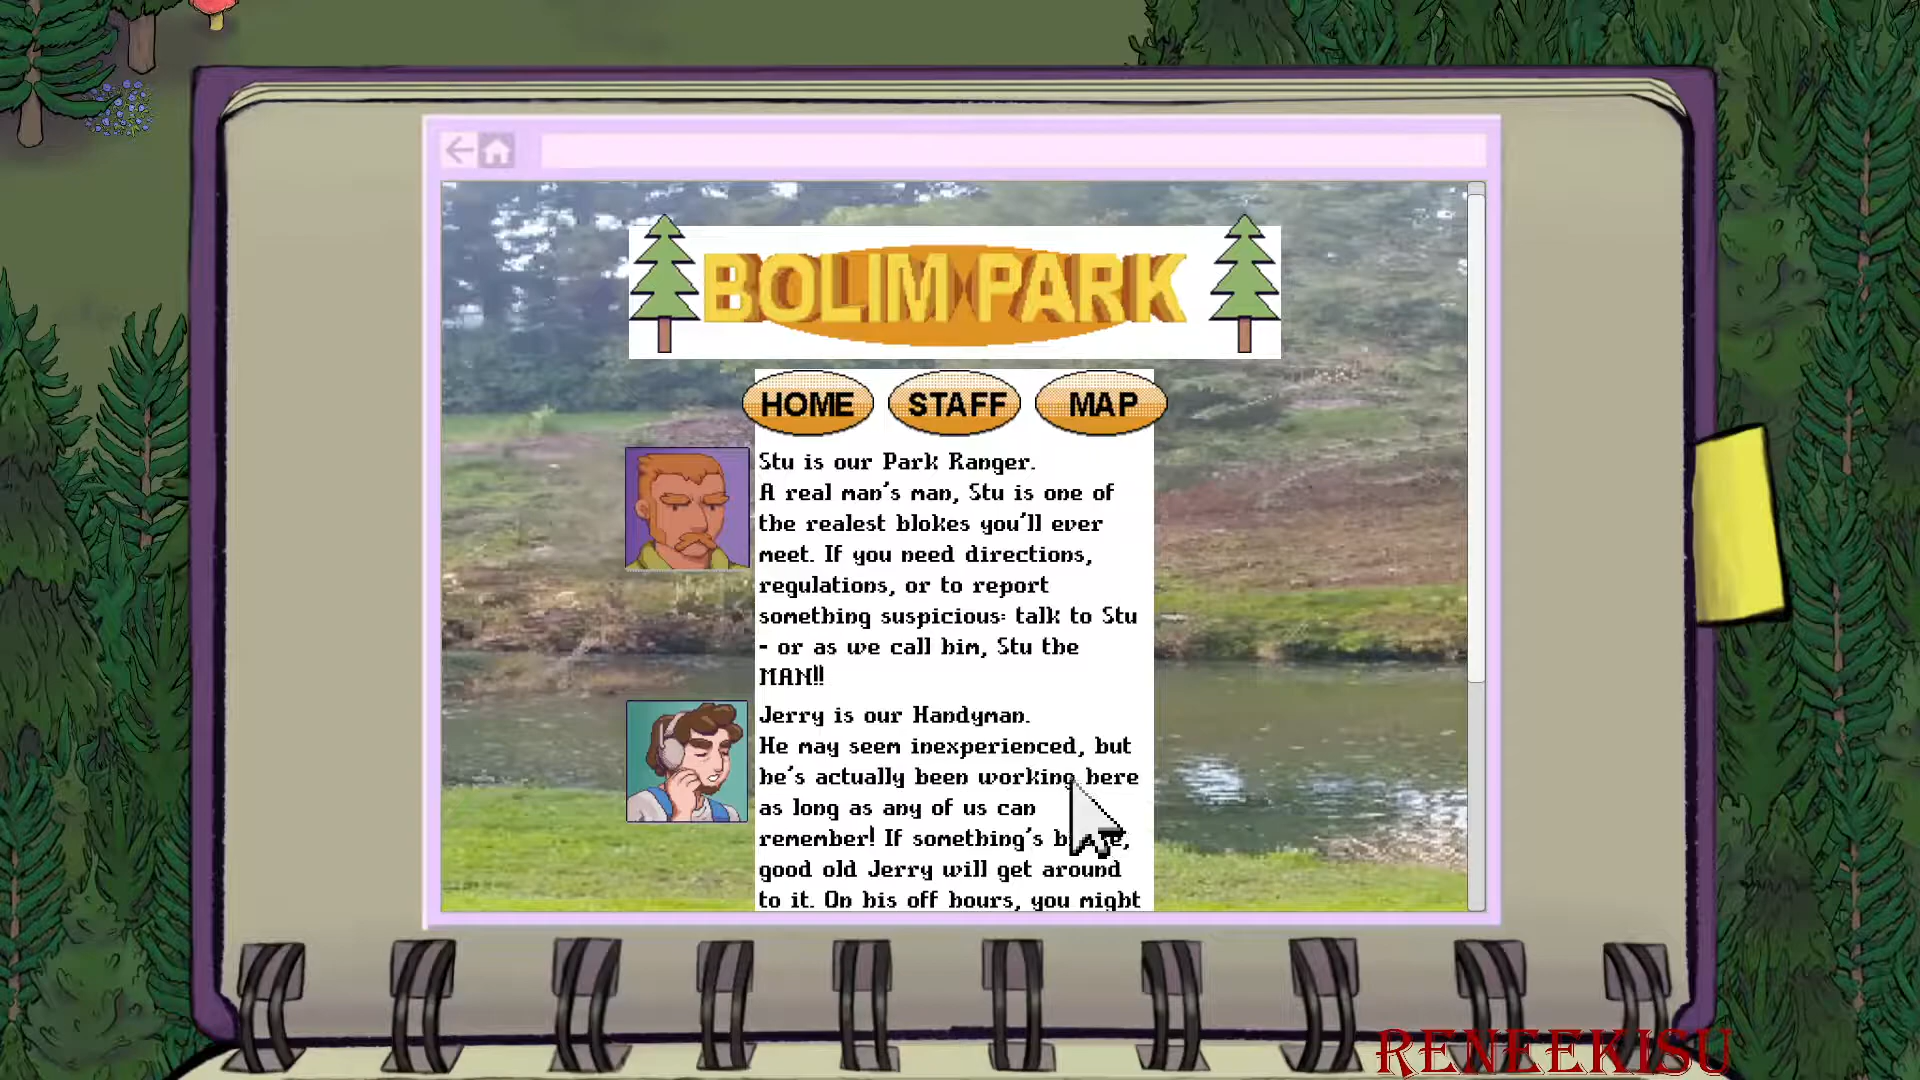 BOLIM PARK
HOME STAFF MAP
Stu is our Park Ranger.
A real man's man, Stu is one of
the realest blokes you'll ever
meet. If you need directions,
regulations, or to report
something suspicious: talk to Stu
- or as we call him, Stu the
MAN!!
Jerry is our Handyman.
He may seem inexperienced, but
he's actually been working here
as long as any of us can
remember! If something's
good old Jerry will get around
to it. On his off hours, you might
RENEEKISU